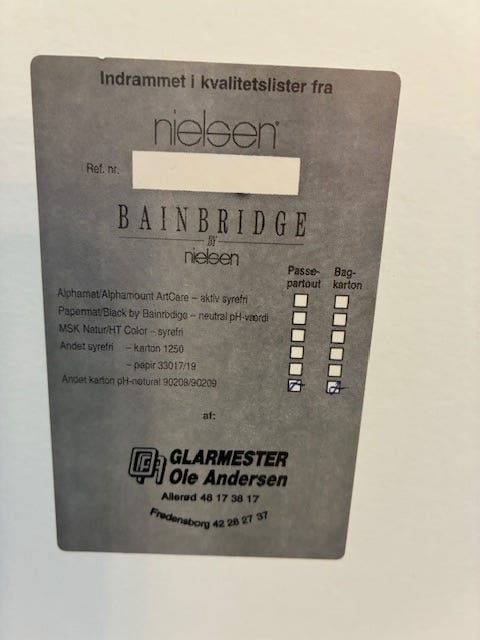 Indrammet i kvalitetslister fra
nielsen®
Ref. nr.
BAINBRIDGE
BY
nielsen
Passe-
partout
Bag-
karton
Alphamat/Alphamount ArtCare – aktiv syrefri
Papermat/Black by Bainbridge – neutral pH-værdi
MSK Natur/HT Color – syrefri
Andet syrefri – karton 1250
– papir 33017/19
Andet karton pH-notural 90208/90209
af:
GLARMESTER
Ole Andersen
Allerød 48 17 38 17
Fredensborg 42 28 27 37